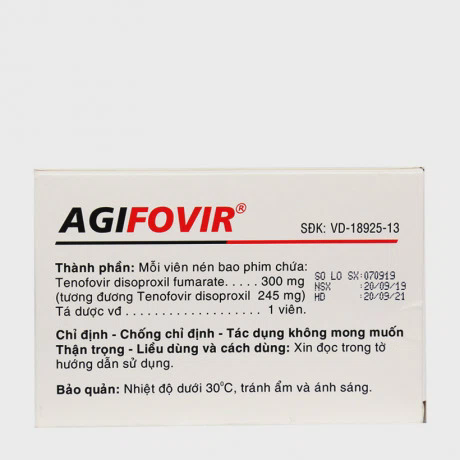 AGIFOVIR®
SĐK: VD-18925-13
Thành phần: Mỗi viên nén bao phim chứa:
Tenofovir disoproxil fumarate. . . . . 300 mg
(tương đương Tenofovir disoproxil 245 mg)
Tá dược vđ . . . . . . . . . . . . . . . . . 1 viên.
SO LO SX:070919
NSX :20/09/19
HD :20/09/21
Chỉ định - Chống chỉ định - Tác dụng không mong muốn
Thận trọng - Liều dùng và cách dùng: Xin đọc trong tờ
hướng dẫn sử dụng.
Bảo quản: Nhiệt độ dưới 30°C, tránh ẩm và ánh sáng.